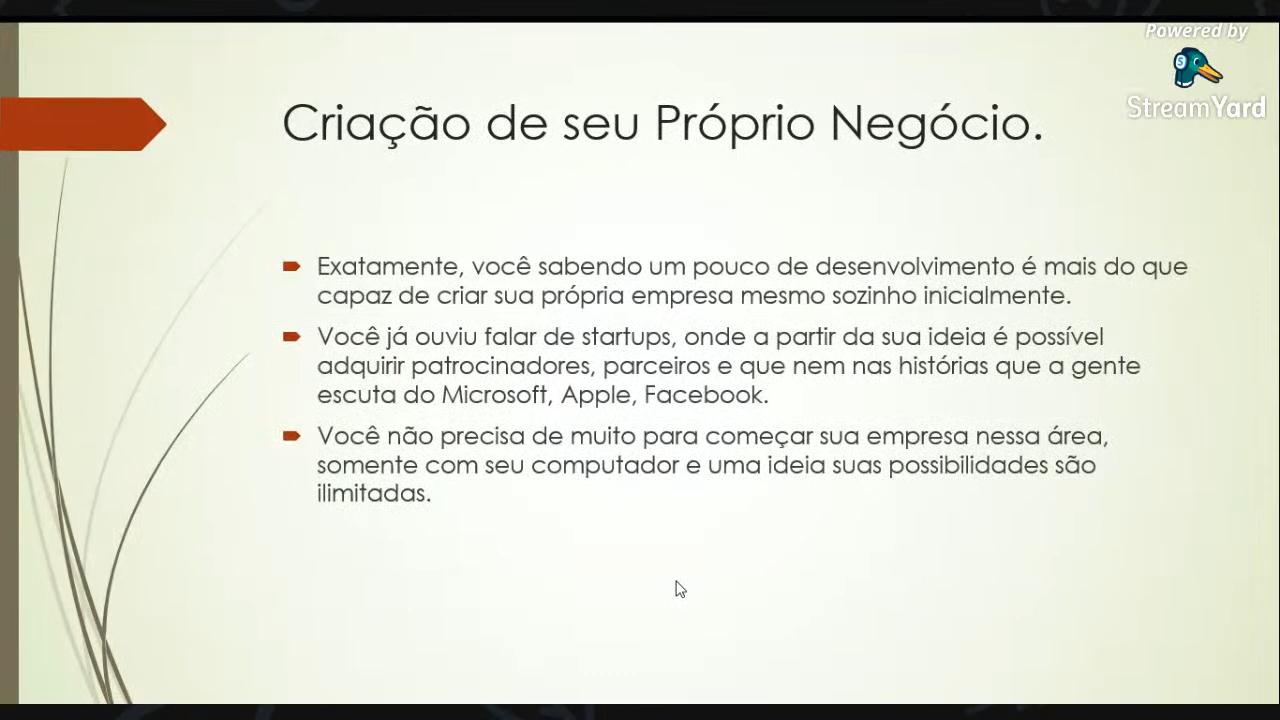 Powered by
StreamYard
Criação de seu Próprio Negócio.
Exatamente, você sabendo um pouco de desenvolvimento é mais do que
capaz de criar sua própria empresa mesmo sozinho inicialmente.
Você já ouviu falar de startups, onde a partir da sua ideia é possível
adquirir patrocinadores, parceiros e que nem nas histórias que a gente
escuta do Microsoft, Apple, Facebook.
Você não precisa de muito para começar sua empresa nessa área,
somente com seu computador e uma ideia suas possibilidades são
ilimitadas.